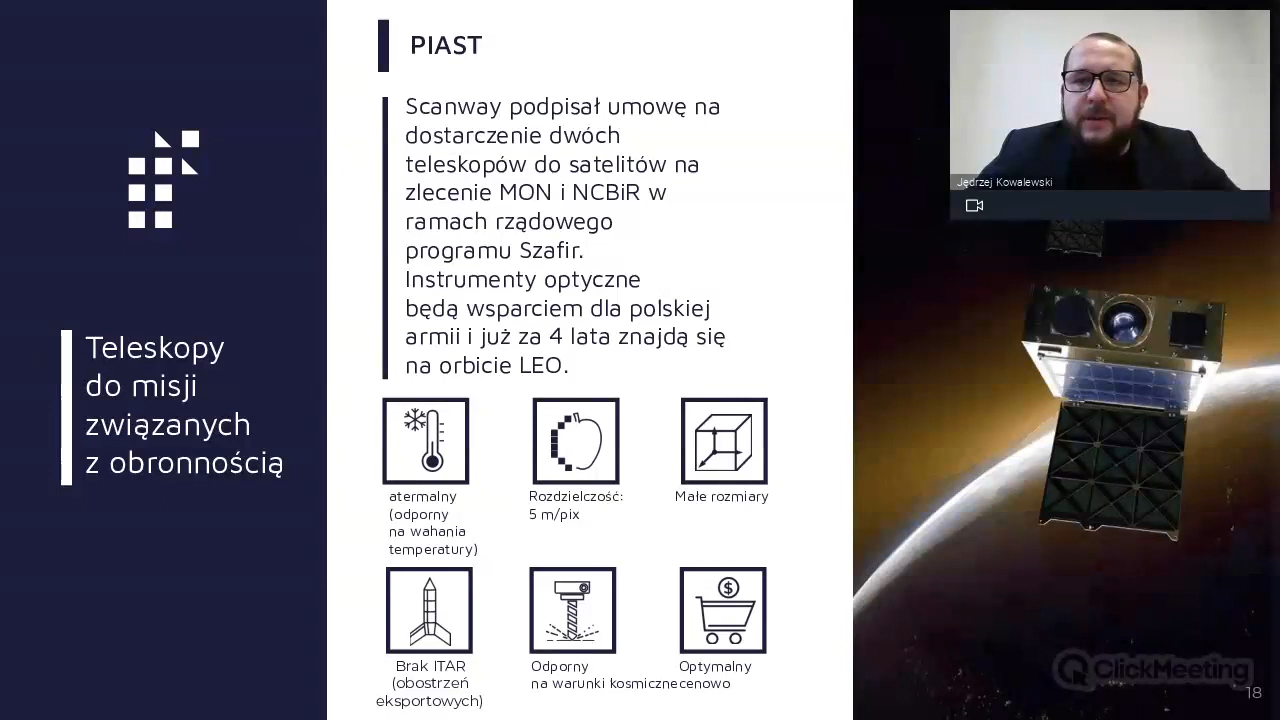 PIAST
Scanway podpisał umowę na
dostarczenie dwóch
teleskopów do satelitów na
zlecenie MON i NCBiR w
ramach rządowego
programu Szafir.
Instrumenty optyczne
będą wsparciem dla polskiej
armii i już za 4 lata znajdą się
na orbicie LEO.
Teleskopy
do misji
związanych
z obronnością
atermalny
(odporny
na wahania
temperatury)
Rozdzielczość:
5 m/pix
Małe rozmiary
Brak ITAR
(obostrzeń
eksportowych)
Odporny
na warunki kosmiczne
Optymalny
cenowo
Jędrzej Kowalewski
ClickMeeting
18